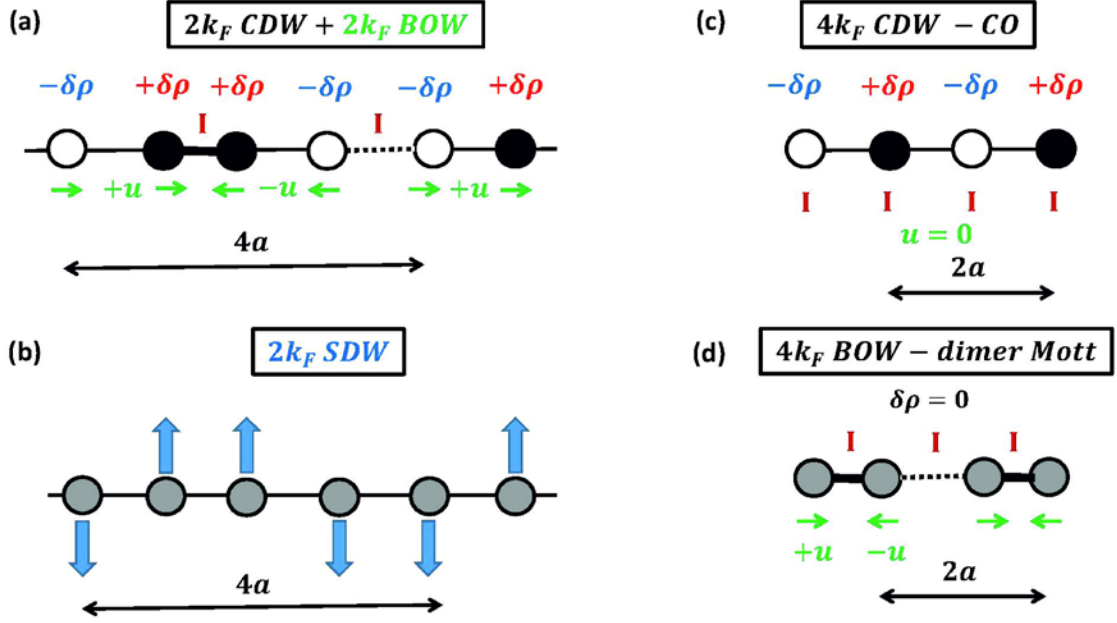 (a)
2k_F CDW + 2k_F BOW
−δρ +δρ +δρ −δρ −δρ +δρ
I I
+u −u +u
4a
(b)
2k_F SDW
4a
(c)
4k_F CDW − CO
−δρ +δρ −δρ +δρ
I I I I
u = 0
2a
(d)
4k_F BOW − dimer Mott
δρ = 0
I I I
+u −u
2a